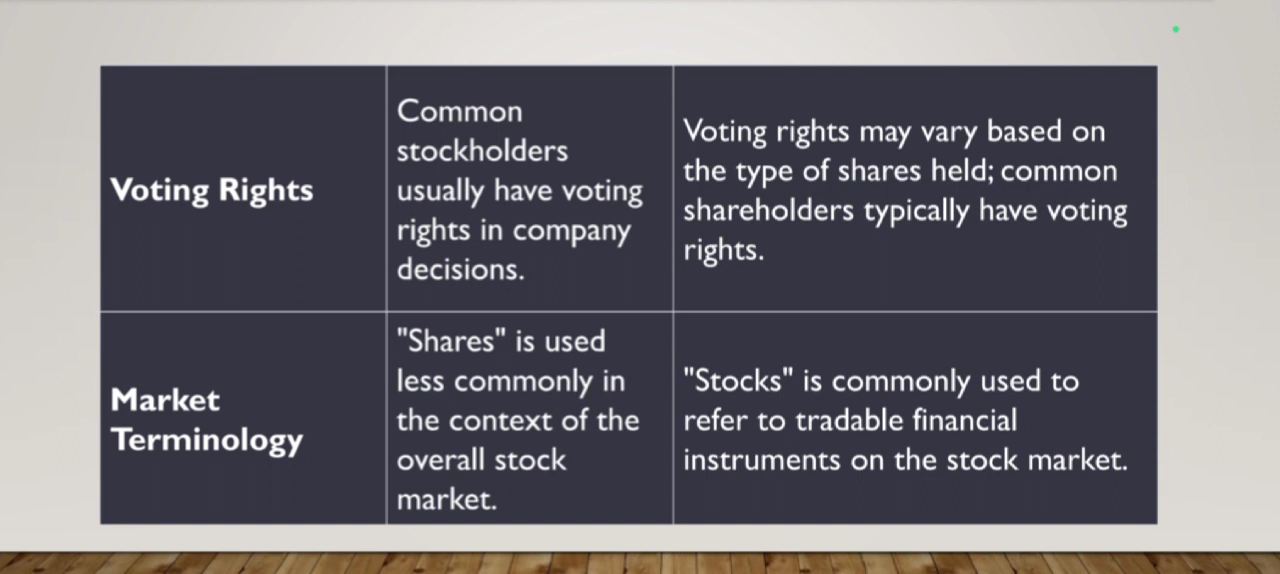 Voting Rights
Common
stockholders
usually have voting
rights in company
decisions.
Voting rights may vary based on
the type of shares held; common
shareholders typically have voting
rights.
Market
Terminology
"Shares" is used
less commonly in
the context of the
overall stock
market.
"Stocks" is commonly used to
refer to tradable financial
instruments on the stock market.